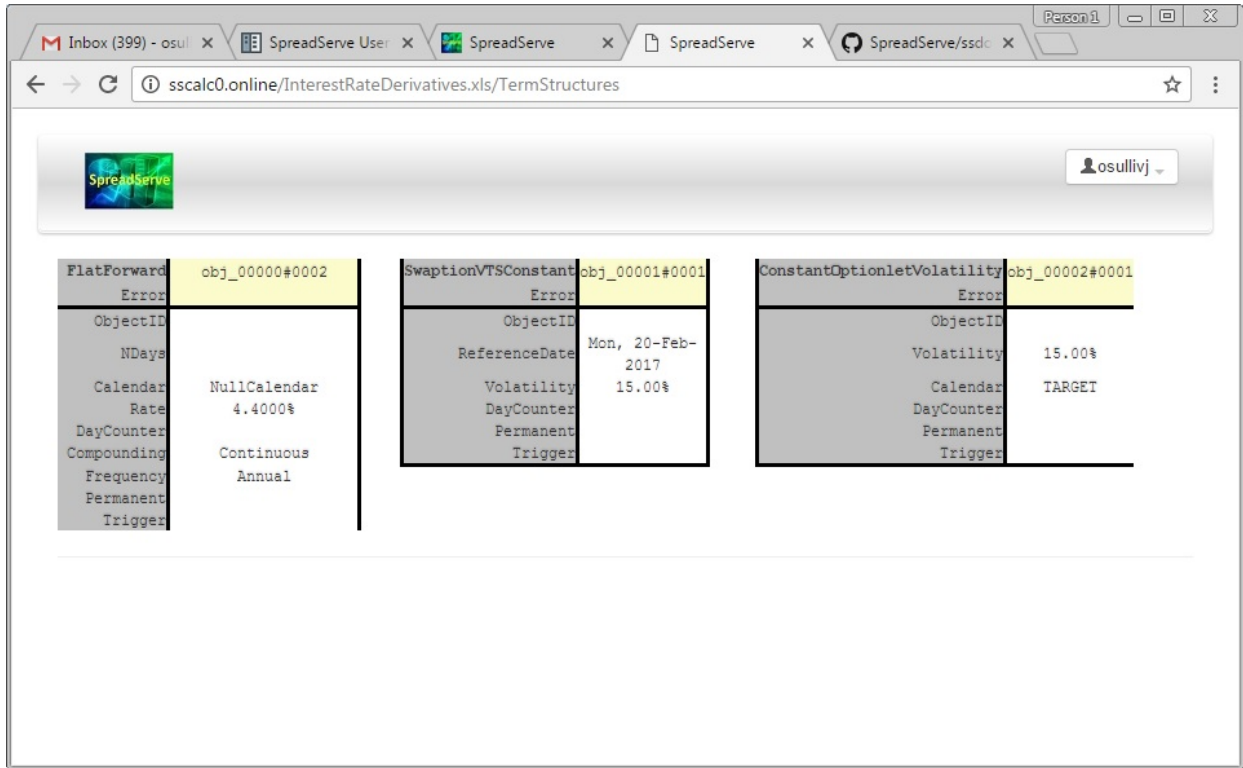 Person 1
Inbox (399) - osul
SpreadServe User
SpreadServe
SpreadServe
SpreadServe/ssdc
sscalc0.online/InterestRateDerivatives.xls/TermStructures
SpreadServe
osullivj
FlatForward obj_00000#0002
Error
ObjectID
NDays
Calendar NullCalendar
Rate 4.4000%
DayCounter
Compounding Continuous
Frequency Annual
Permanent
Trigger
SwaptionVTSConstant obj_00001#0001
Error
ObjectID
ReferenceDate Mon, 20-Feb-
2017
Volatility 15.00%
DayCounter
Permanent
Trigger
ConstantOptionletVolatility obj_00002#0001
Error
ObjectID
Volatility 15.00%
Calendar TARGET
DayCounter
Permanent
Trigger